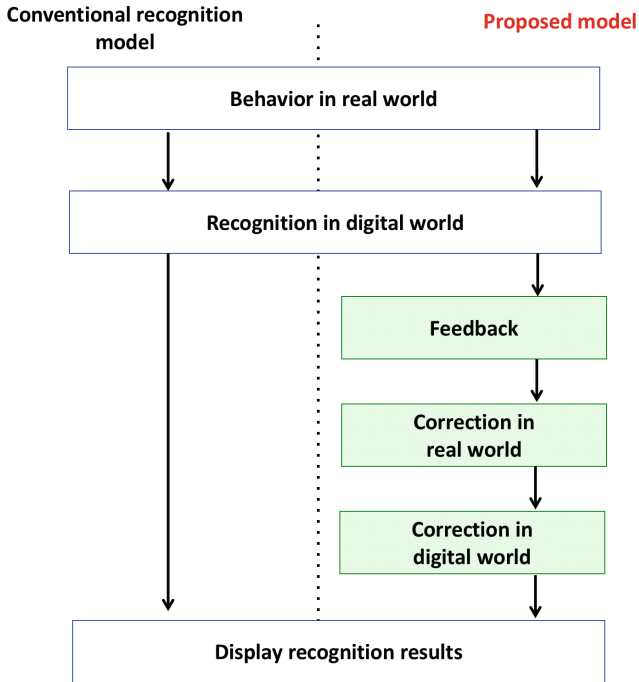 Conventional recognition
model
Proposed model
Behavior in real world
Recognition in digital world
Feedback
Correction in
real world
Correction in
digital world
Display recognition results